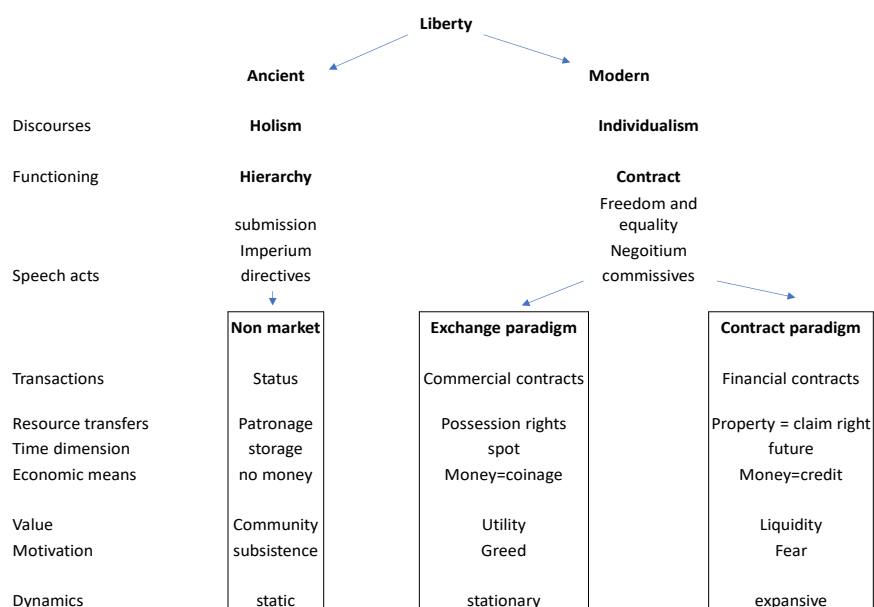 Liberty
Ancient Modern
Discourses Holism Individualism
Functioning Hierarchy Contract
Freedom and
submission equality
Imperium Negoitium
Speech acts directives commissives
Non market Exchange paradigm Contract paradigm
Transactions Status Commercial contracts Financial contracts
Resource transfers Patronage Possession rights Property = claim right
Time dimension storage spot future
Economic means no money Money=coinage Money=credit
Value Community Utility Liquidity
Motivation subsistence Greed Fear
Dynamics static stationary expansive